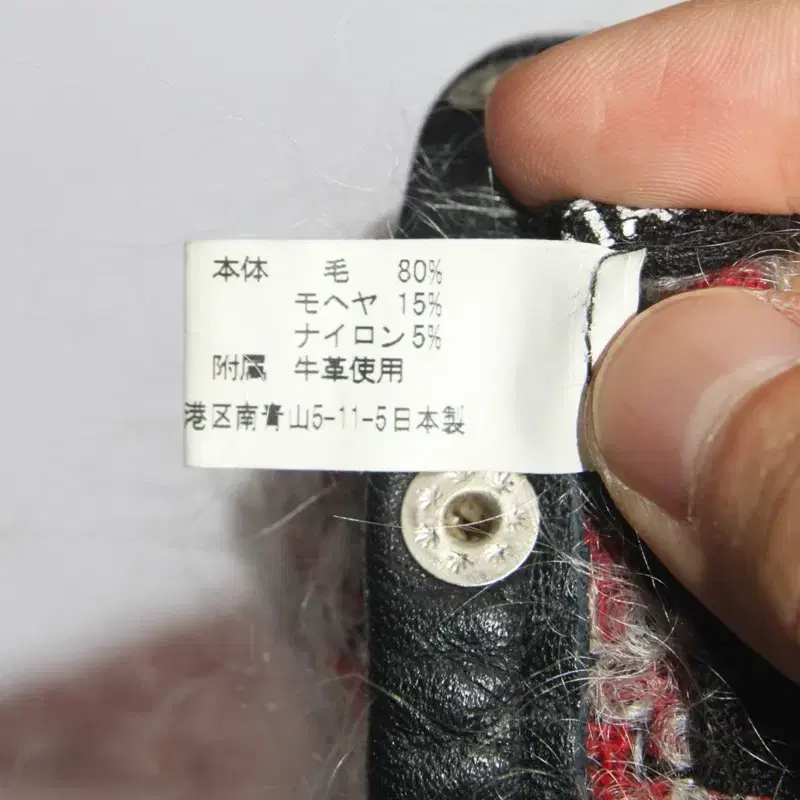 本体 毛 80%
モヘヤ 15%
ナイロン 5%
附属 牛革使用
港区南青山5-11-5日本製